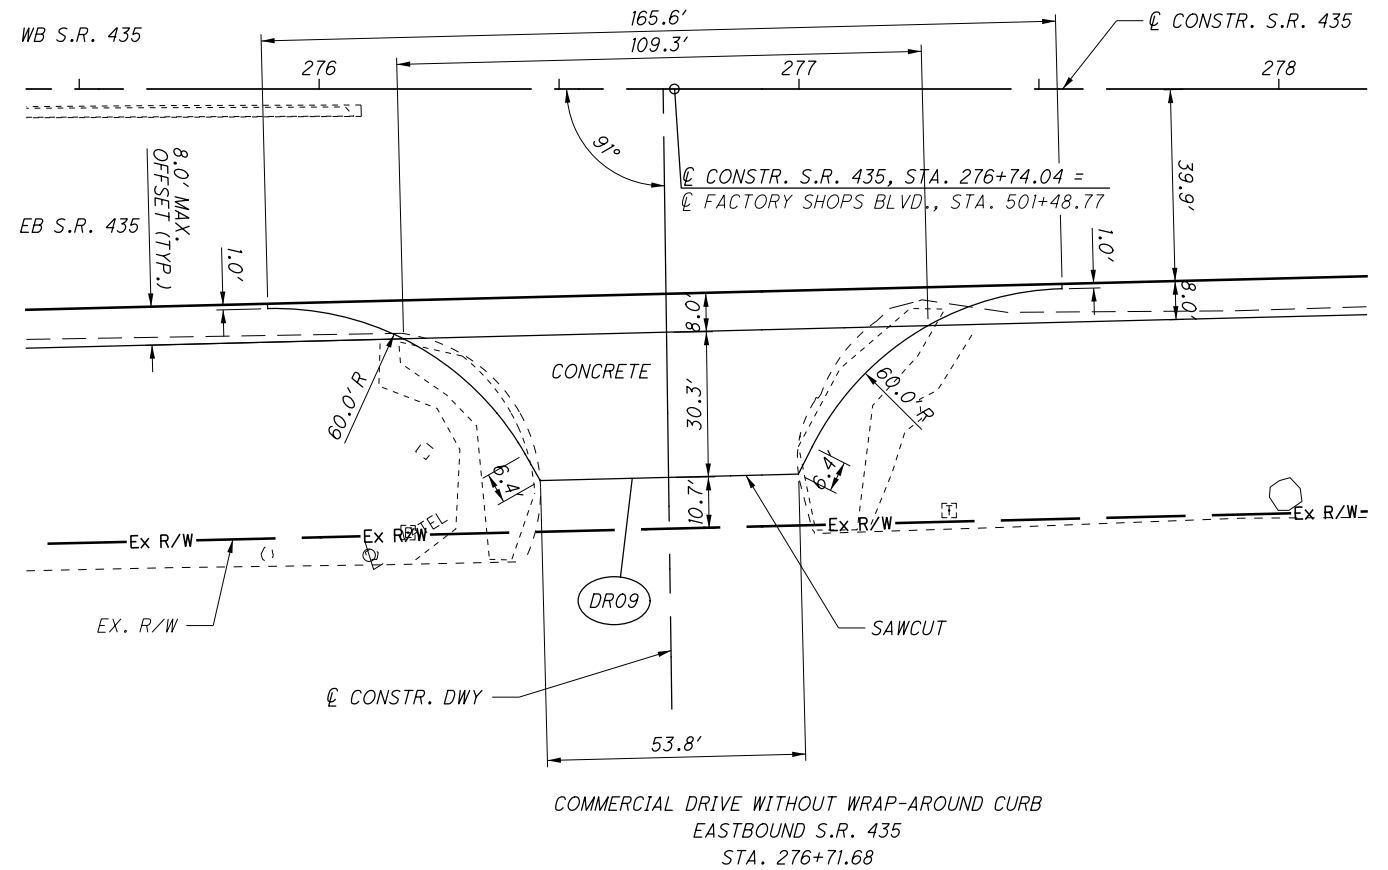 165.6'
WB S.R. 435
℄ CONSTR. S.R. 435
109.3'
276
277
278
91°
8.0' MAX.
OFFSET (TYP.)
℄ CONSTR. S.R. 435, STA. 276+74.04 =
℄ FACTORY SHOPS BLVD., STA. 501+48.77
39.9'
EB S.R. 435
1.0'
1.0'
8.0'
8.0'
CONCRETE
60.0' R
60.0' R
30.3'
6.4'
6.4'
10.7'
TEL
T
Ex R/W
Ex R/W
Ex R/W
Ex R/W
DR09
EX. R/W
SAWCUT
℄ CONSTR. DWY
53.8'
COMMERCIAL DRIVE WITHOUT WRAP-AROUND CURB
EASTBOUND S.R. 435
STA. 276+71.68